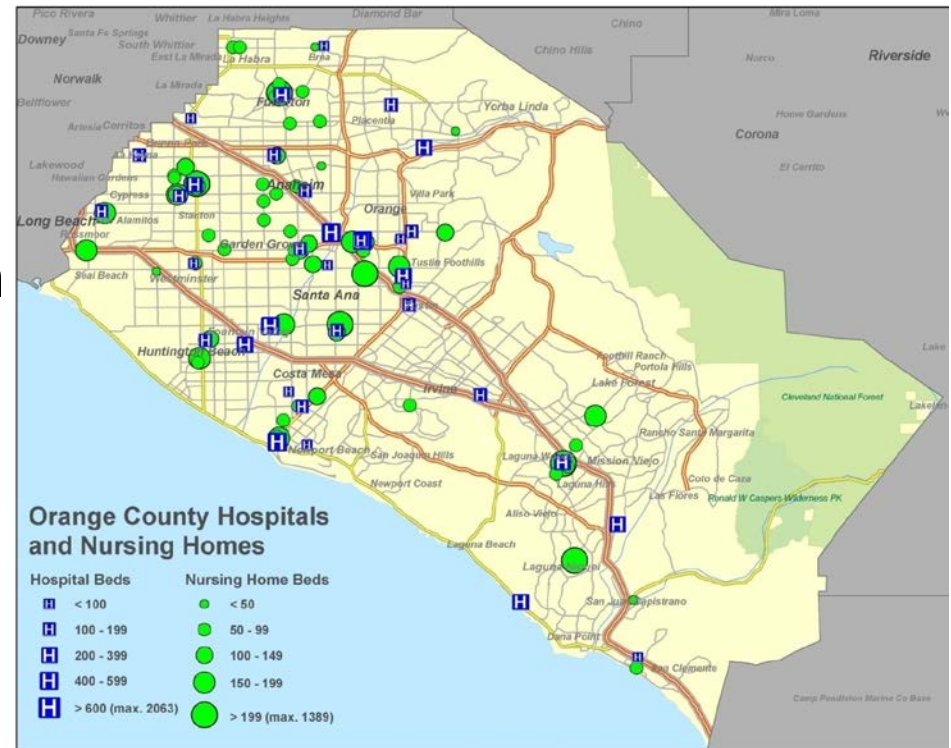 Pico Rivera
Whittier
La Habra Heights
Diamond Bar
Mira Loma
Downey
Santa Fe Springs
South Whittier
Chino
East La Mirada
La Habra
Brea
Chino Hills
Norco
Riverside
Norwalk
La Mirada
Bellflower
Fullerton
Yorba Linda
Home Gardens
Artesia
Cerritos
Placentia
Corona
Buena Park
Lakewood
La Palma
El Cerrito
Hawaiian Gardens
Anaheim
Villa Park
Cypress
Orange
Long Beach
Alamitos
Stanton
Rossmoor
Garden Grove
Seal Beach
Westminster
Tustin Foothills
Santa Ana
Tustin
Fountain Valley
Huntington Beach
Foothill Ranch
Lake
Portola Hills
Costa Mesa
Irvine
Lake Forest
Cleveland National Forest
Rancho Santa Margarita
Newport Beach
San Joaquin Hills
Mission Viejo
Laguna Hills
Coto de Caza
Newport Coast
Las Flores
Ronald W Caspers Wilderness PK
Aliso Viejo
Laguna Beach
Laguna Niguel
San Juan Capistrano
Dana Point
San Clemente
Camp Pendleton Marine Co Base
Orange County Hospitals
and Nursing Homes
Hospital Beds
Nursing Home Beds
H < 100
< 50
H 100 - 199
50 - 99
H 200 - 399
100 - 149
H 400 - 599
150 - 199
H > 600 (max. 2063)
> 199 (max. 1389)